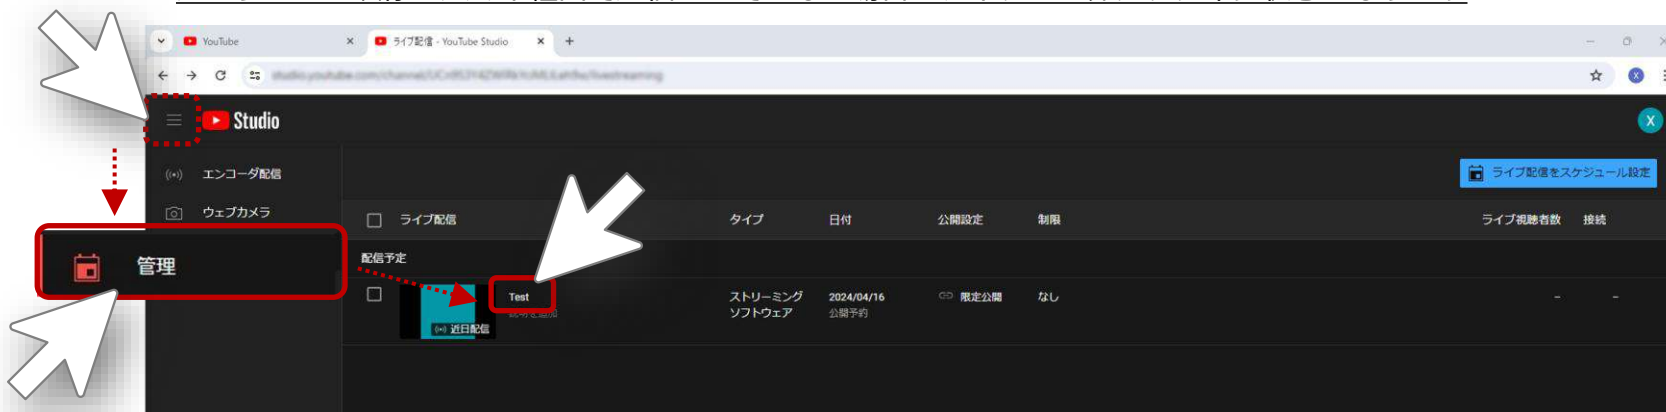 YouTube
ライブ配信 - YouTube Studio
Studio
X
エンコーダ配信
ライブ配信をスケジュール設定
ウェブカメラ
ライブ配信 タイプ 日付 公開設定 制限 ライブ視聴者数 接続
管理
配信予定
Test ストリーミング 2024/04/16 限定公開 なし - -
説明を追加 ソフトウェア 公開予約
近日配信